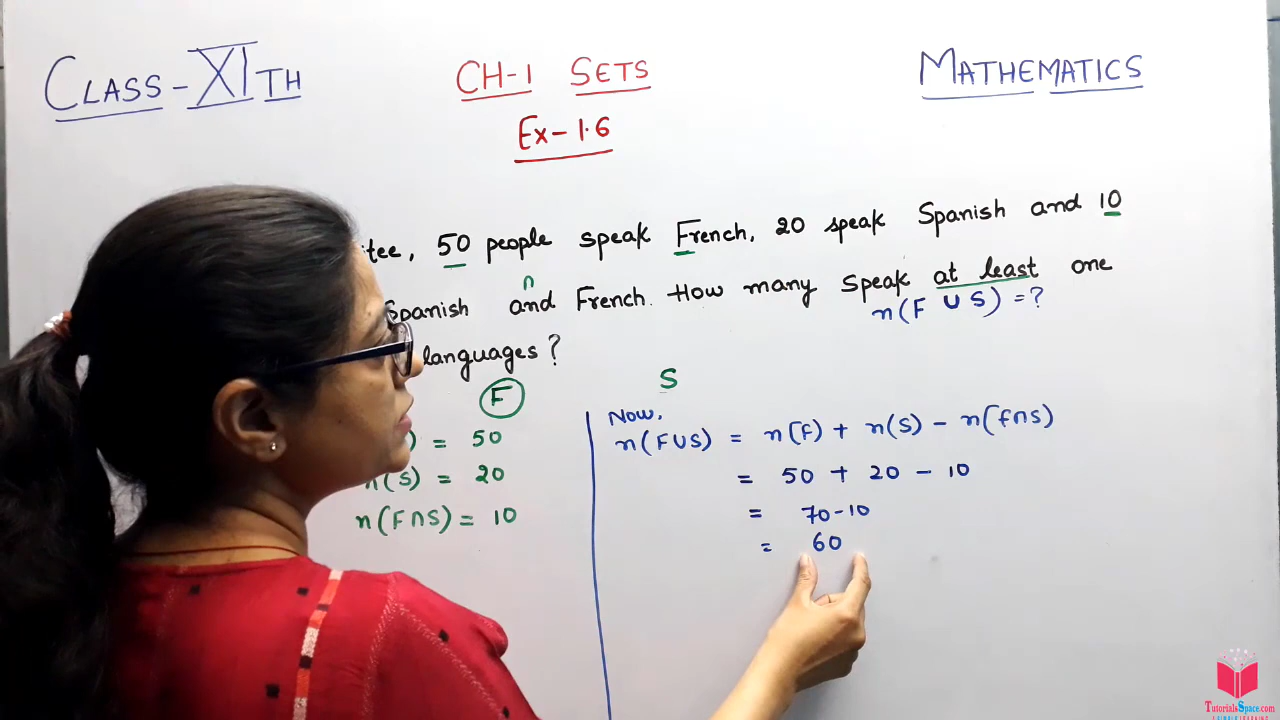 CLASS-XITH CH-1 SETS MATHEMATICS
Ex-1.6
50 people speak French, 20 speak Spanish and 10
n
Spanish and French. How many speak at least one
n(F ∪ S) = ?
languages?
F S
Now,
= 50
n(F∪S) = n(F) + n(S) - n(F∩S)
n(S) = 20
= 50 + 20 - 10
n(F∩S) = 10
= 70-10
= 60
TutorialsSpace.com